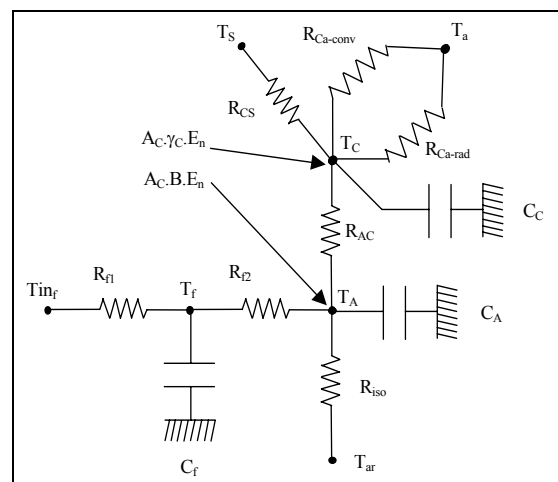 R_Ca-conv
T_S
T_a
R_CS
A_C.γ_C.E_n
T_C
R_Ca-rad
A_C.B.E_n
C_C
R_AC
R_f1
R_f2
Tin_f
T_f
T_A
C_A
R_iso
C_f
T_ar